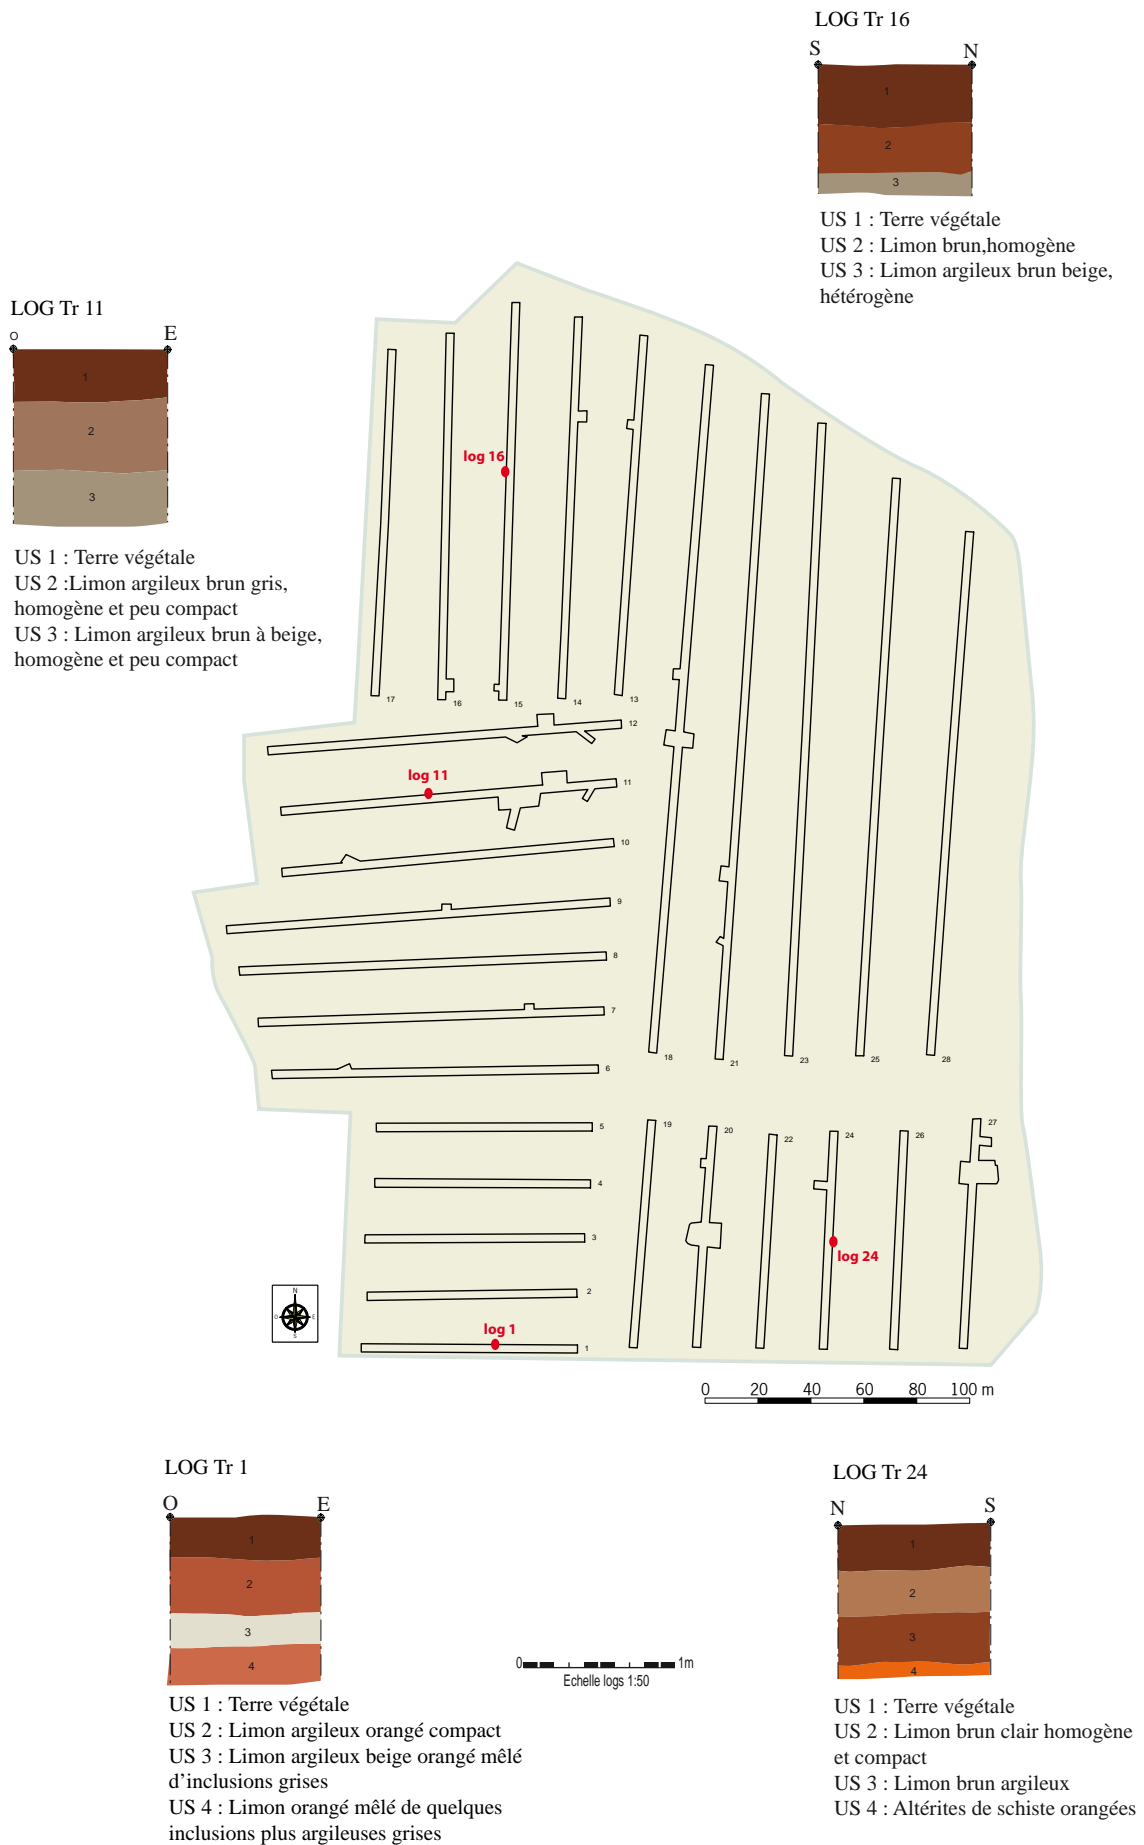 LOG Tr 16
S N
1
2
3
US 1 : Terre végétale
US 2 : Limon brun,homogène
US 3 : Limon argileux brun beige,
hétérogène
LOG Tr 11
O E
1
2
3
US 1 : Terre végétale
US 2 :Limon argileux brun gris,
homogène et peu compact
US 3 : Limon argileux brun à beige,
homogène et peu compact
log 16
17
16
15
14
13
12
log 11
11
10
9
8
7
6
18
21
23
25
28
5
4
3
2
1
19
20
22
24
26
27
log 24
log 1
N
O E
S
0 20 40 60 80 100 m
LOG Tr 1
O E
1
2
3
4
US 1 : Terre végétale
US 2 : Limon argileux orangé compact
US 3 : Limon argileux beige orangé mêlé
d’inclusions grises
US 4 : Limon orangé mêlé de quelques
inclusions plus argileuses grises
0 1m
Echelle logs 1:50
LOG Tr 24
N S
1
2
3
4
US 1 : Terre végétale
US 2 : Limon brun clair homogène
et compact
US 3 : Limon brun argileux
US 4 : Altérites de schiste orangées